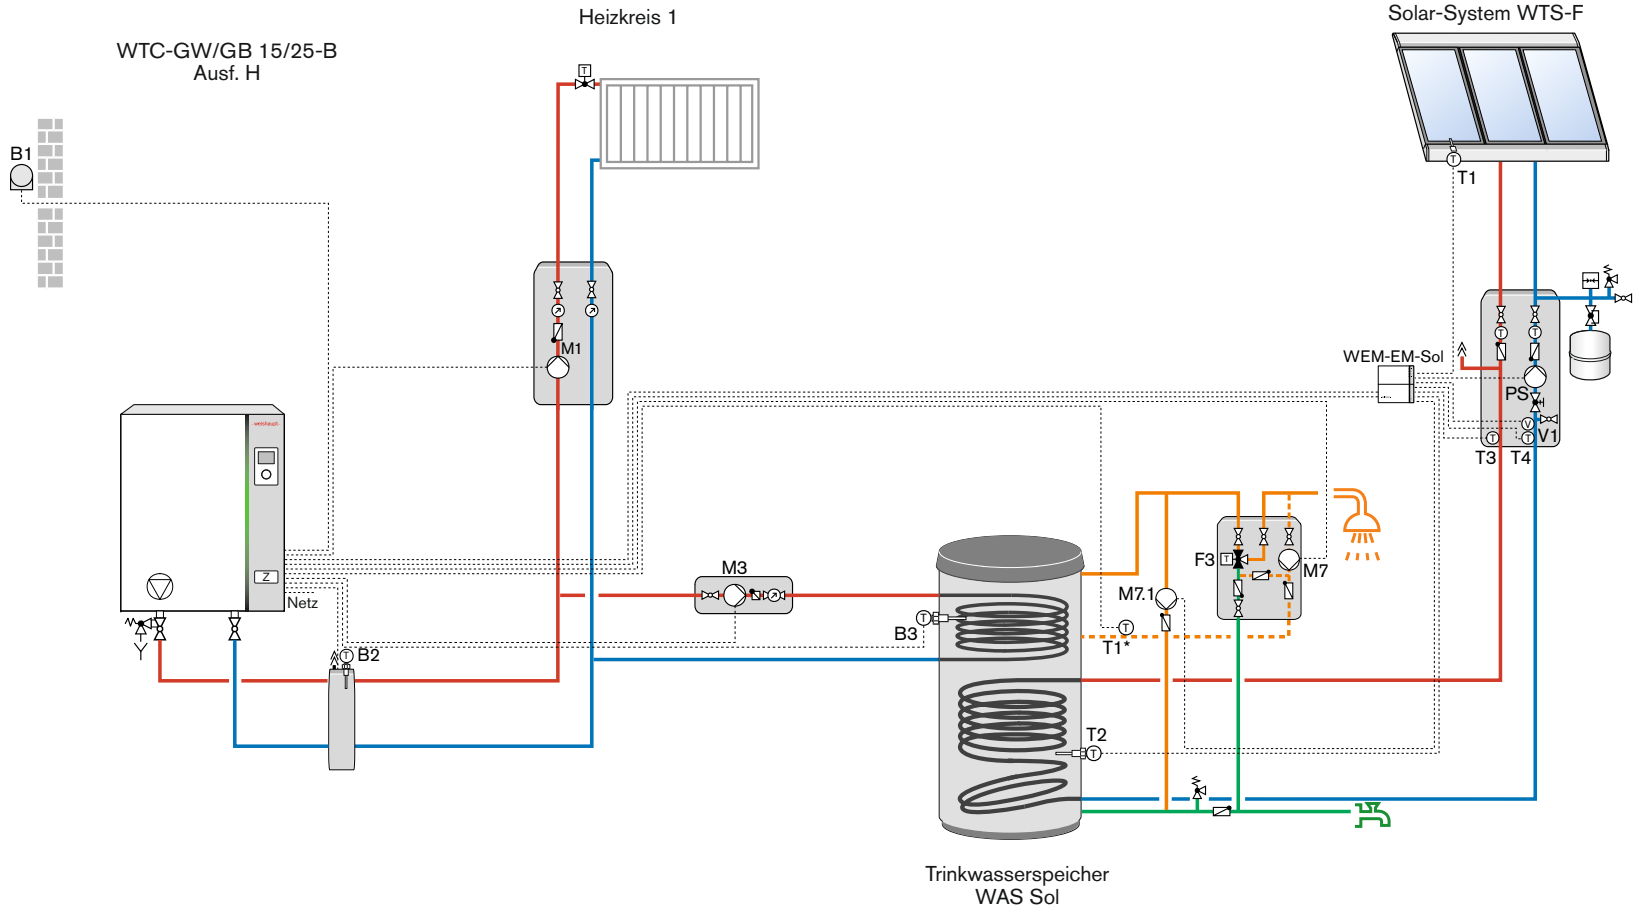 Heizkreis 1
Solar-System WTS-F
WTC-GW/GB 15/25-B
Ausf. H
B1
T
T
T1
M1
WEM-EM-Sol
T
T
PS
V
V1
T
T
T3
T4
-weishaupt-
Z
Netz
M3
F3
T
M7
M7.1
T
B3
T
T1*
T
B2
T2
T
Trinkwasserspeicher
WAS Sol